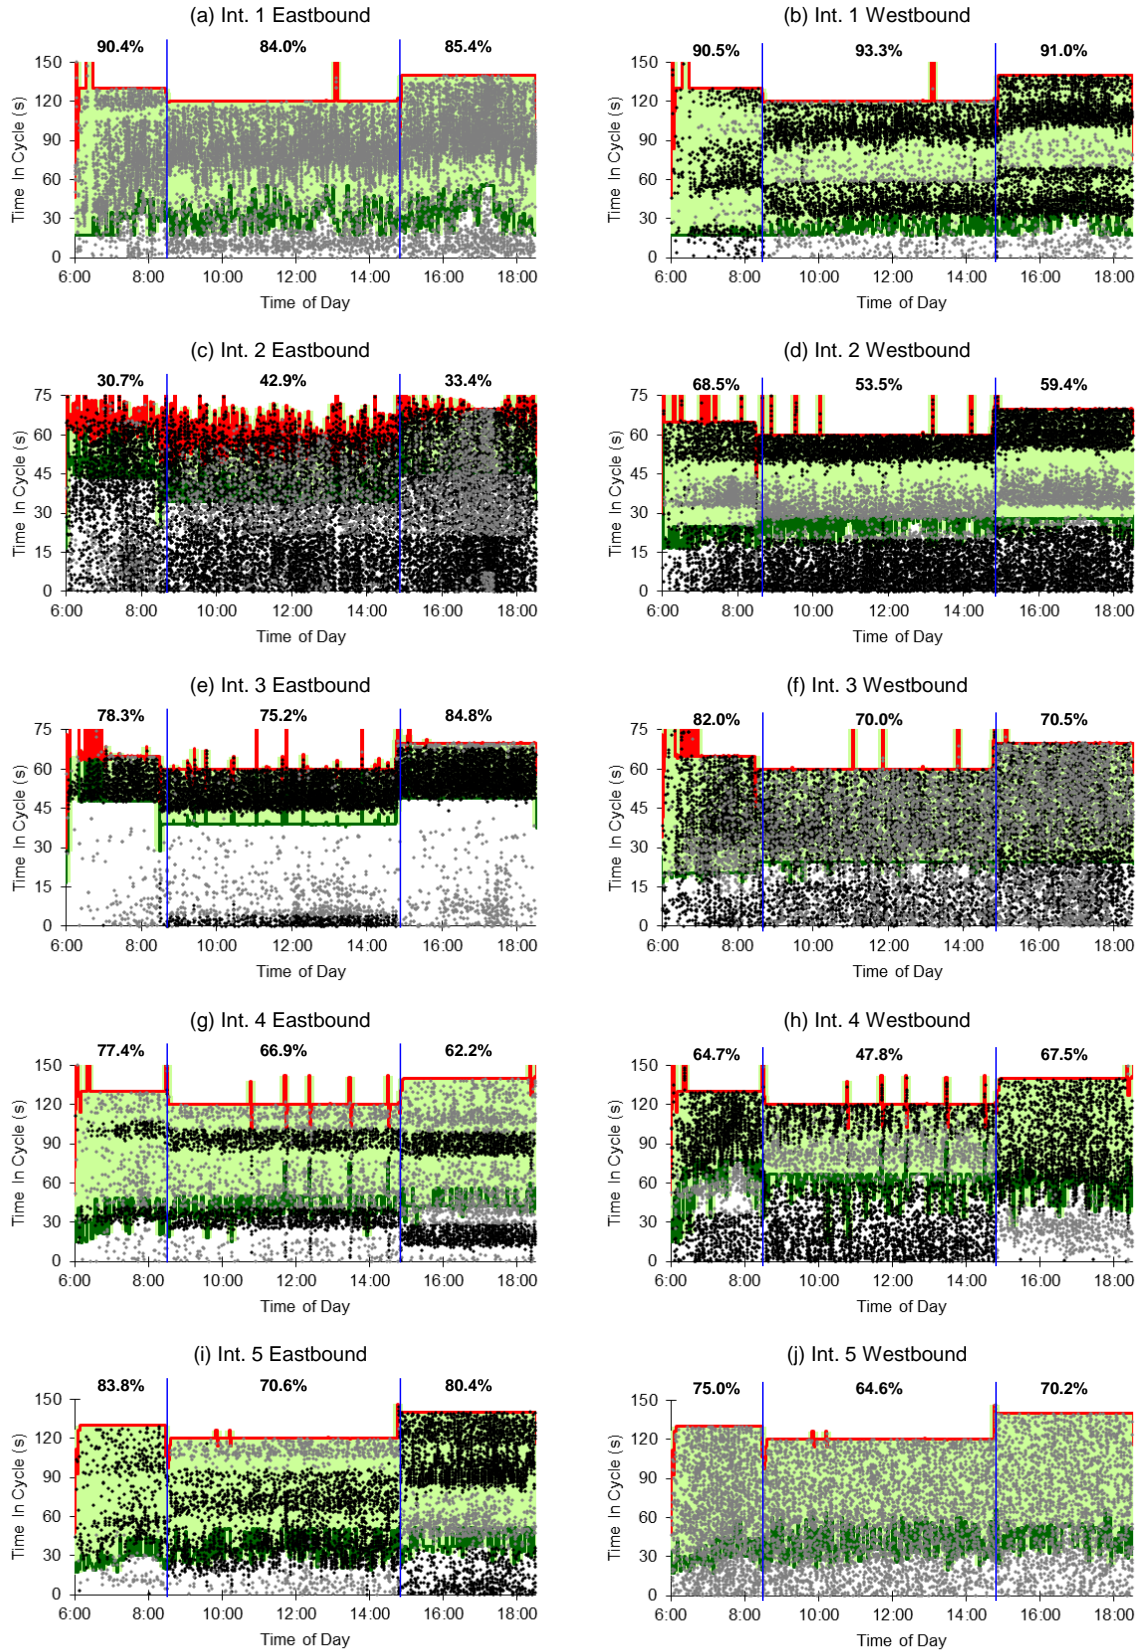 (a) Int. 1 Eastbound
90.4% 84.0% 85.4%
150
120
90
60
30
0
Time In Cycle (s)
6:00 8:00 10:00 12:00 14:00 16:00 18:00
Time of Day
(b) Int. 1 Westbound
90.5% 93.3% 91.0%
150
120
90
60
30
0
Time In Cycle (s)
6:00 8:00 10:00 12:00 14:00 16:00 18:00
Time of Day
(c) Int. 2 Eastbound
30.7% 42.9% 33.4%
75
60
45
30
15
0
Time In Cycle (s)
6:00 8:00 10:00 12:00 14:00 16:00 18:00
Time of Day
(d) Int. 2 Westbound
68.5% 53.5% 59.4%
75
60
45
30
15
0
Time In Cycle (s)
6:00 8:00 10:00 12:00 14:00 16:00 18:00
Time of Day
(e) Int. 3 Eastbound
78.3% 75.2% 84.8%
75
60
45
30
15
0
Time In Cycle (s)
6:00 8:00 10:00 12:00 14:00 16:00 18:00
Time of Day
(f) Int. 3 Westbound
82.0% 70.0% 70.5%
75
60
45
30
15
0
Time In Cycle (s)
6:00 8:00 10:00 12:00 14:00 16:00 18:00
Time of Day
(g) Int. 4 Eastbound
77.4% 66.9% 62.2%
150
120
90
60
30
0
Time In Cycle (s)
6:00 8:00 10:00 12:00 14:00 16:00 18:00
Time of Day
(h) Int. 4 Westbound
64.7% 47.8% 67.5%
150
120
90
60
30
0
Time In Cycle (s)
6:00 8:00 10:00 12:00 14:00 16:00 18:00
Time of Day
(i) Int. 5 Eastbound
83.8% 70.6% 80.4%
150
120
90
60
30
0
Time In Cycle (s)
6:00 8:00 10:00 12:00 14:00 16:00 18:00
Time of Day
(j) Int. 5 Westbound
75.0% 64.6% 70.2%
150
120
90
60
30
0
Time In Cycle (s)
6:00 8:00 10:00 12:00 14:00 16:00 18:00
Time of Day